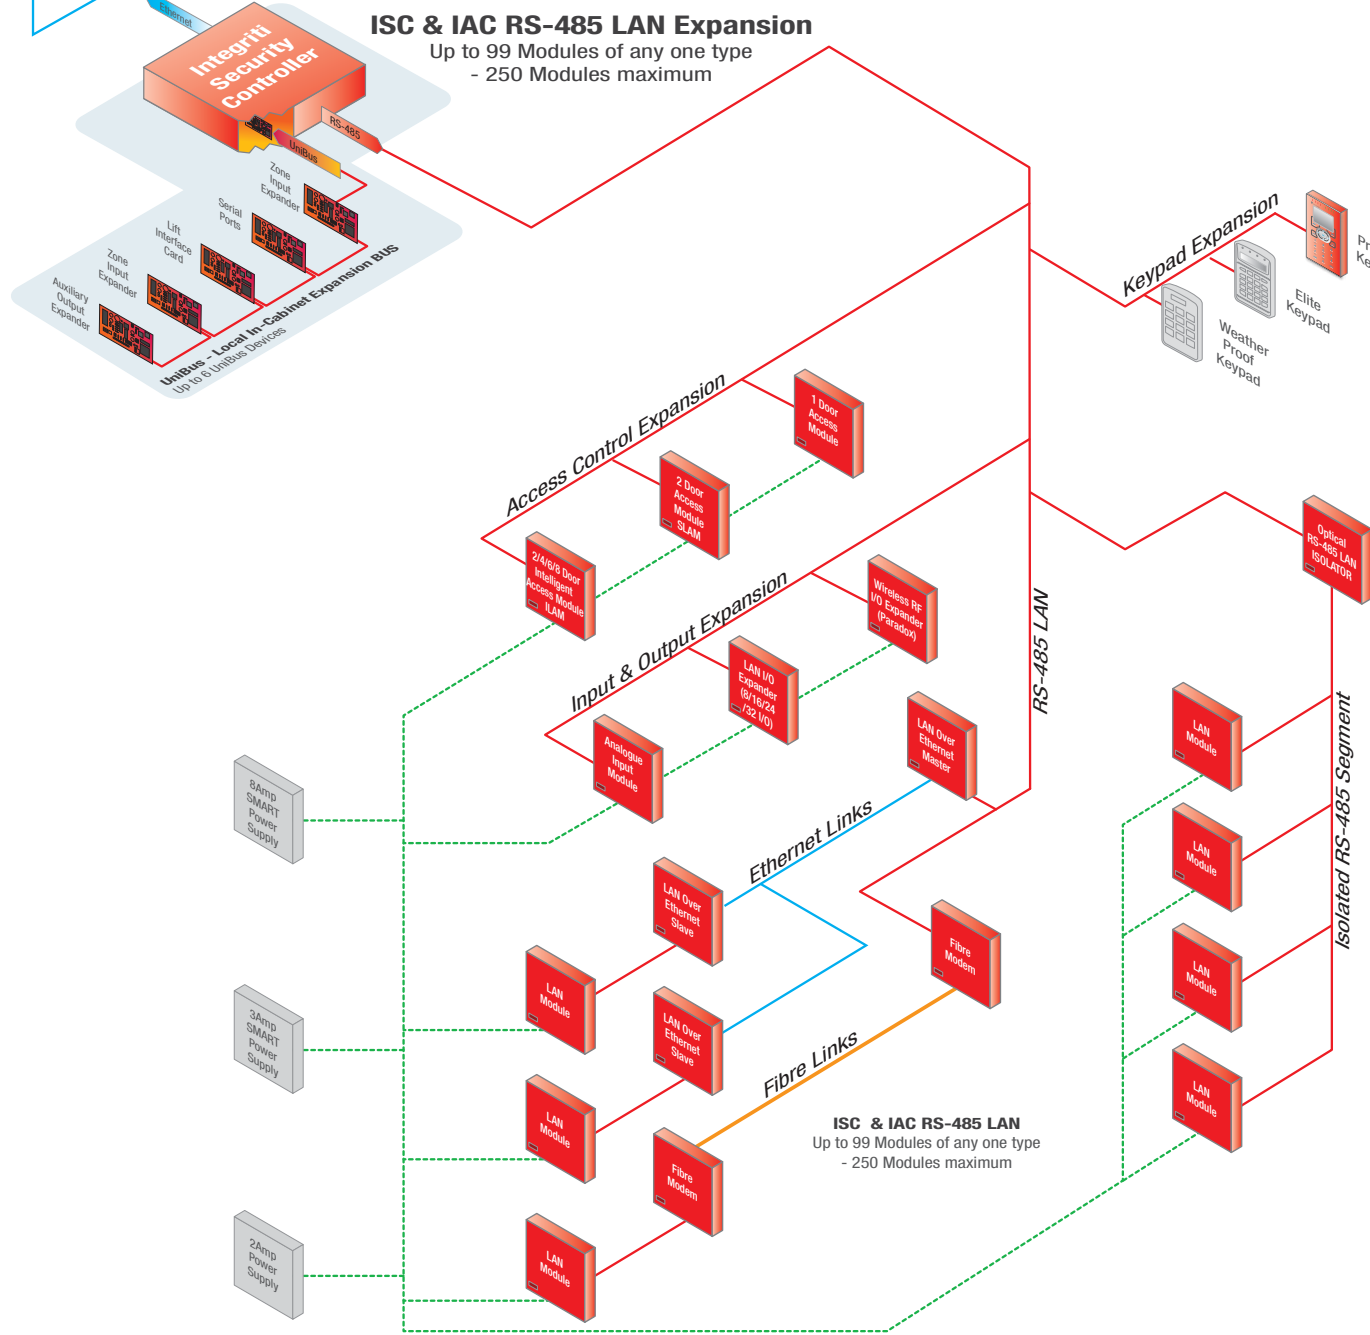 Ethernet
ISC & IAC RS-485 LAN Expansion
Up to 99 Modules of any one type
- 250 Modules maximum
Integriti
Security
Controller
RS-485
UniBus
Zone
Input
Expander
Serial
Ports
Lift
Interface
Card
Zone
Input
Expander
Auxiliary
Output
Expander
UniBus - Local In-Cabinet Expansion BUS
Up to 6 UniBus Devices
Keypad Expansion
Elite
Keypad
Weather
Proof
Keypad
Access Control Expansion
1 Door
Access
Module
2 Door
Access
Module
SLAM
2/4/6/8 Door
Intelligent
Access Module
ILAM
Input & Output Expansion
Wireless RF
I/O Expander
(Paradox)
LAN I/O
Expander
(8/16/24
/32 I/O)
Analogue
Input
Module
RS-485 LAN
Optical
RS-485 LAN
ISOLATOR
Isolated RS-485 Segment
LAN
Module
LAN
Module
LAN
Module
LAN
Module
LAN Over
Ethernet
Master
Ethernet Links
LAN Over
Ethernet
Slave
LAN
Module
LAN Over
Ethernet
Slave
LAN
Module
Fibre
Modem
Fibre Links
Fibre
Modem
LAN
Module
8Amp
SMART
Power
Supply
3Amp
SMART
Power
Supply
2Amp
Power
Supply
ISC & IAC RS-485 LAN
Up to 99 Modules of any one type
- 250 Modules maximum